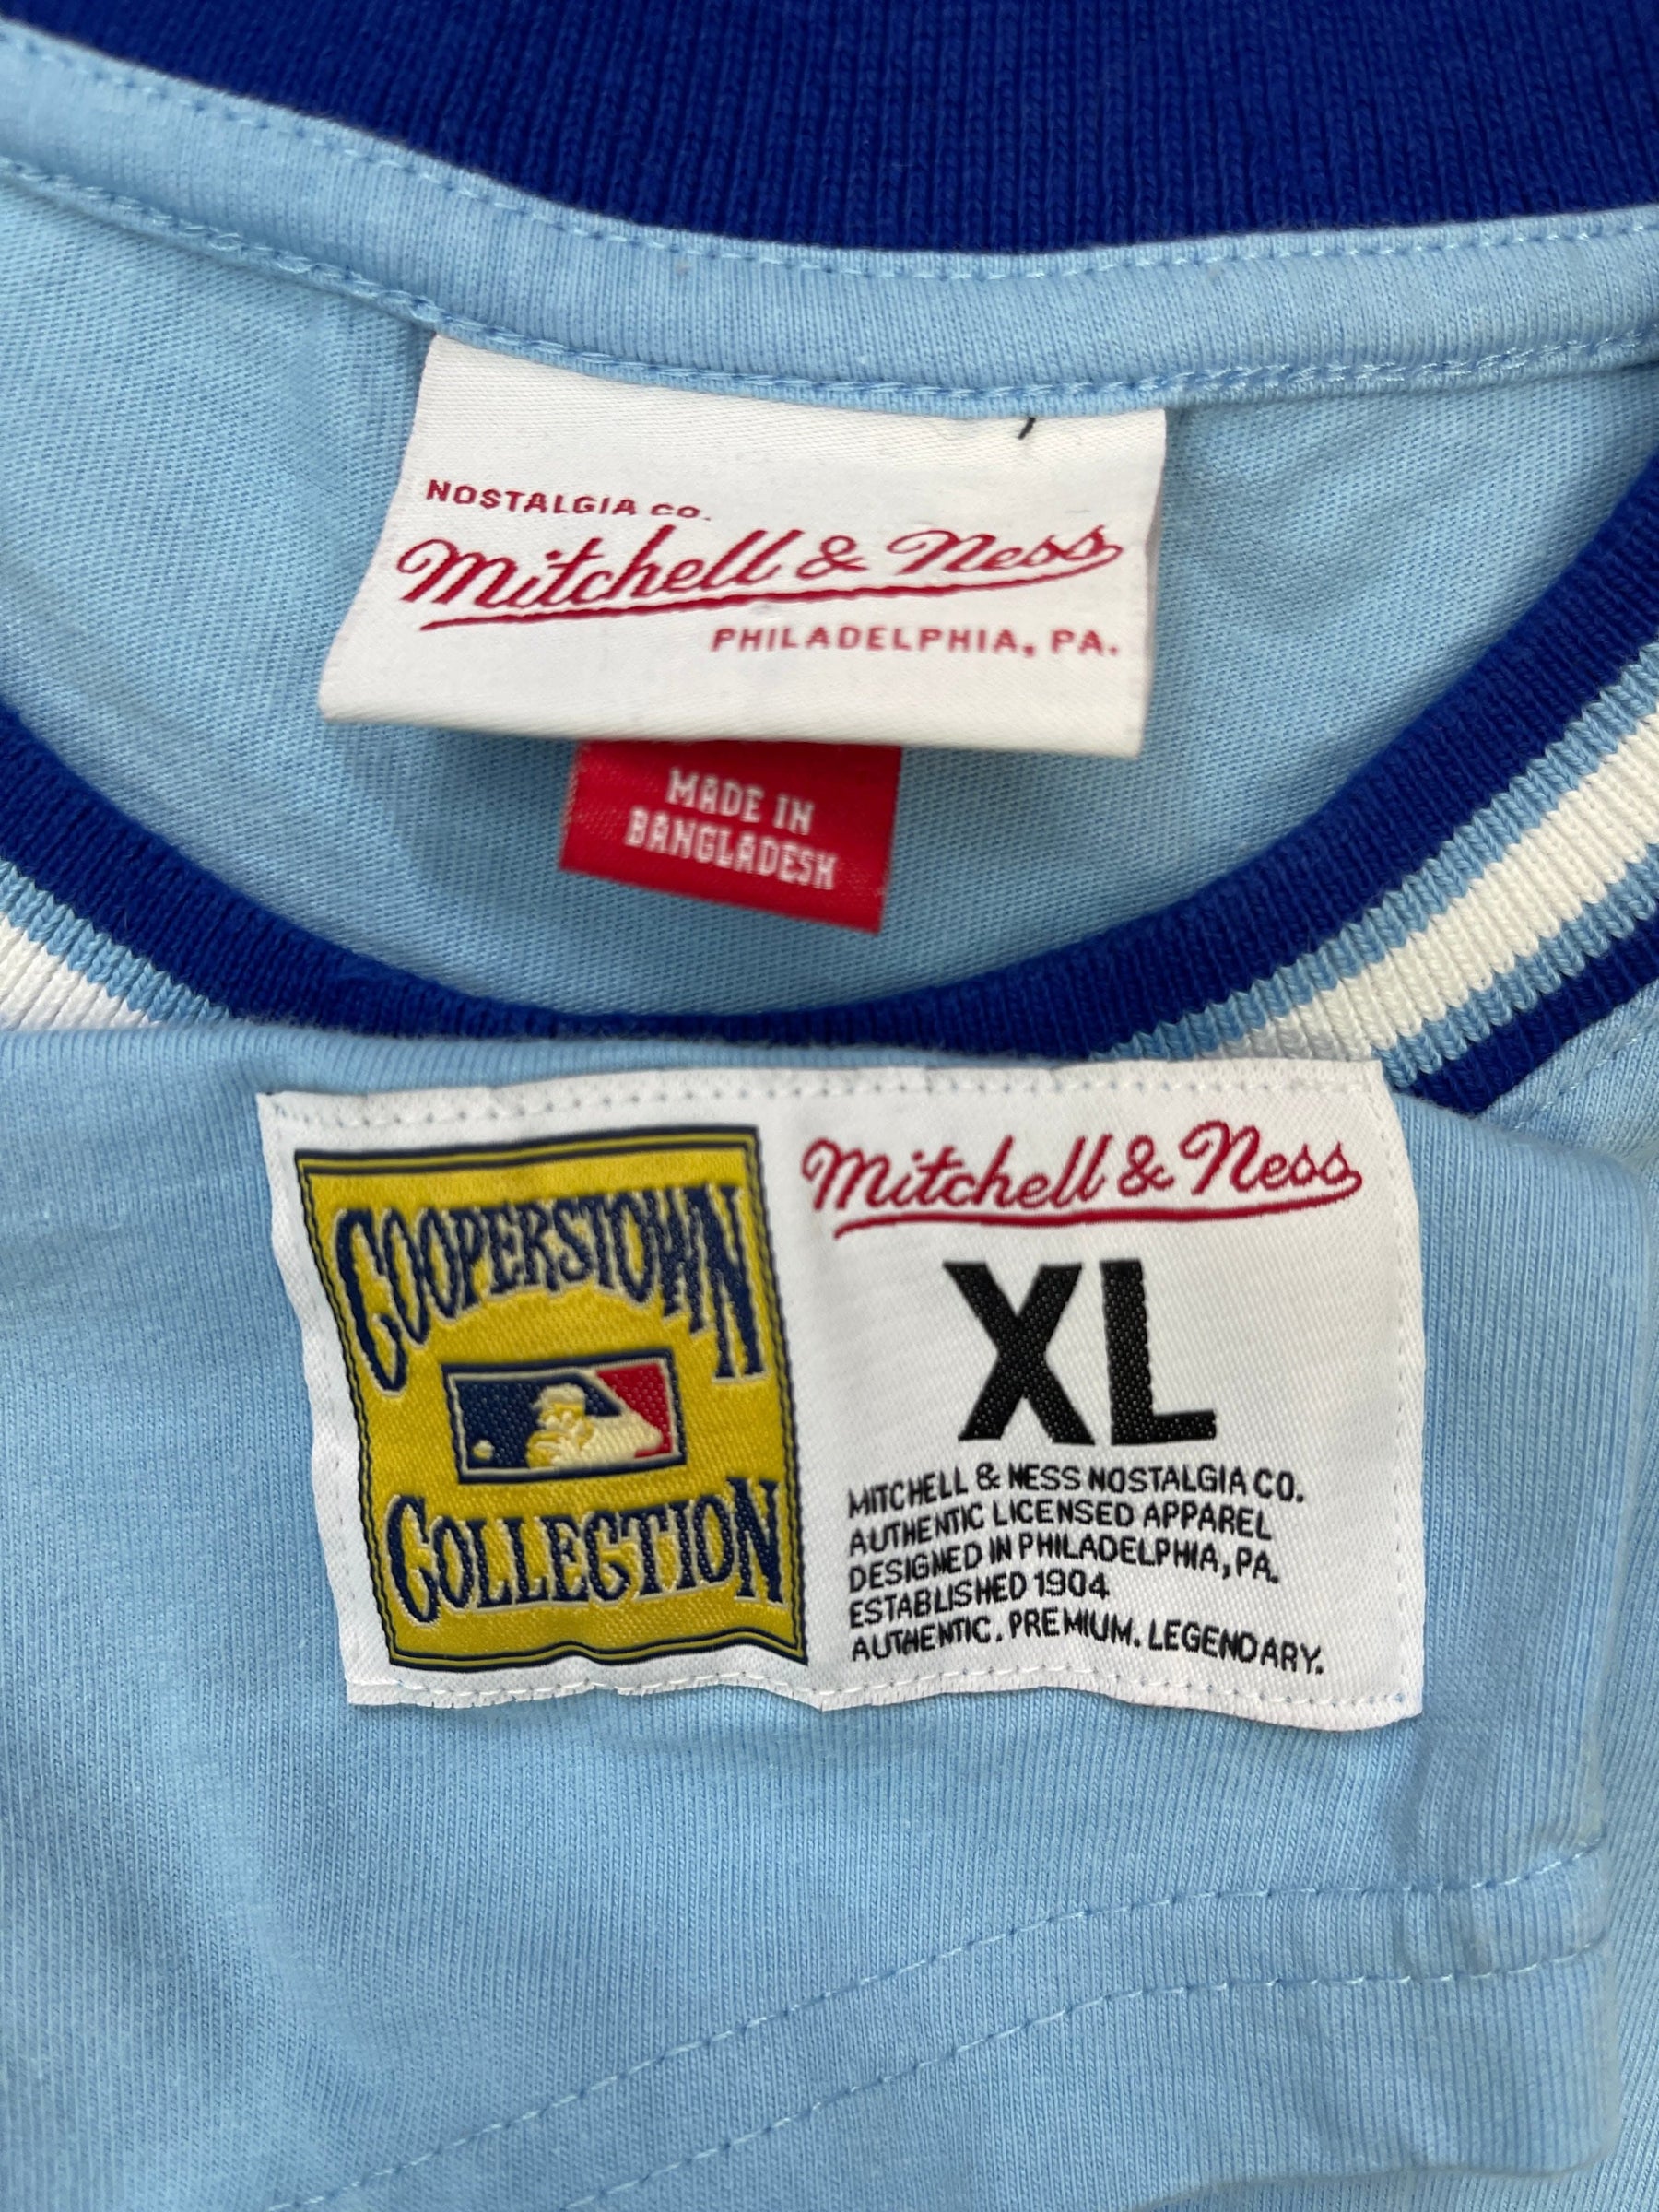 NOSTALGIA CO.
Mitchell & Ness
PHILADELPHIA, PA.
MADE IN
BANGLADESH
COOPERSTOWN
COLLECTION
Mitchell & Ness
XL
MITCHELL & NESS NOSTALGIA CO.
AUTHENTIC LICENSED APPAREL
DESIGNED IN PHILADELPHIA, PA.
ESTABLISHED 1904
AUTHENTIC. PREMIUM. LEGENDARY.